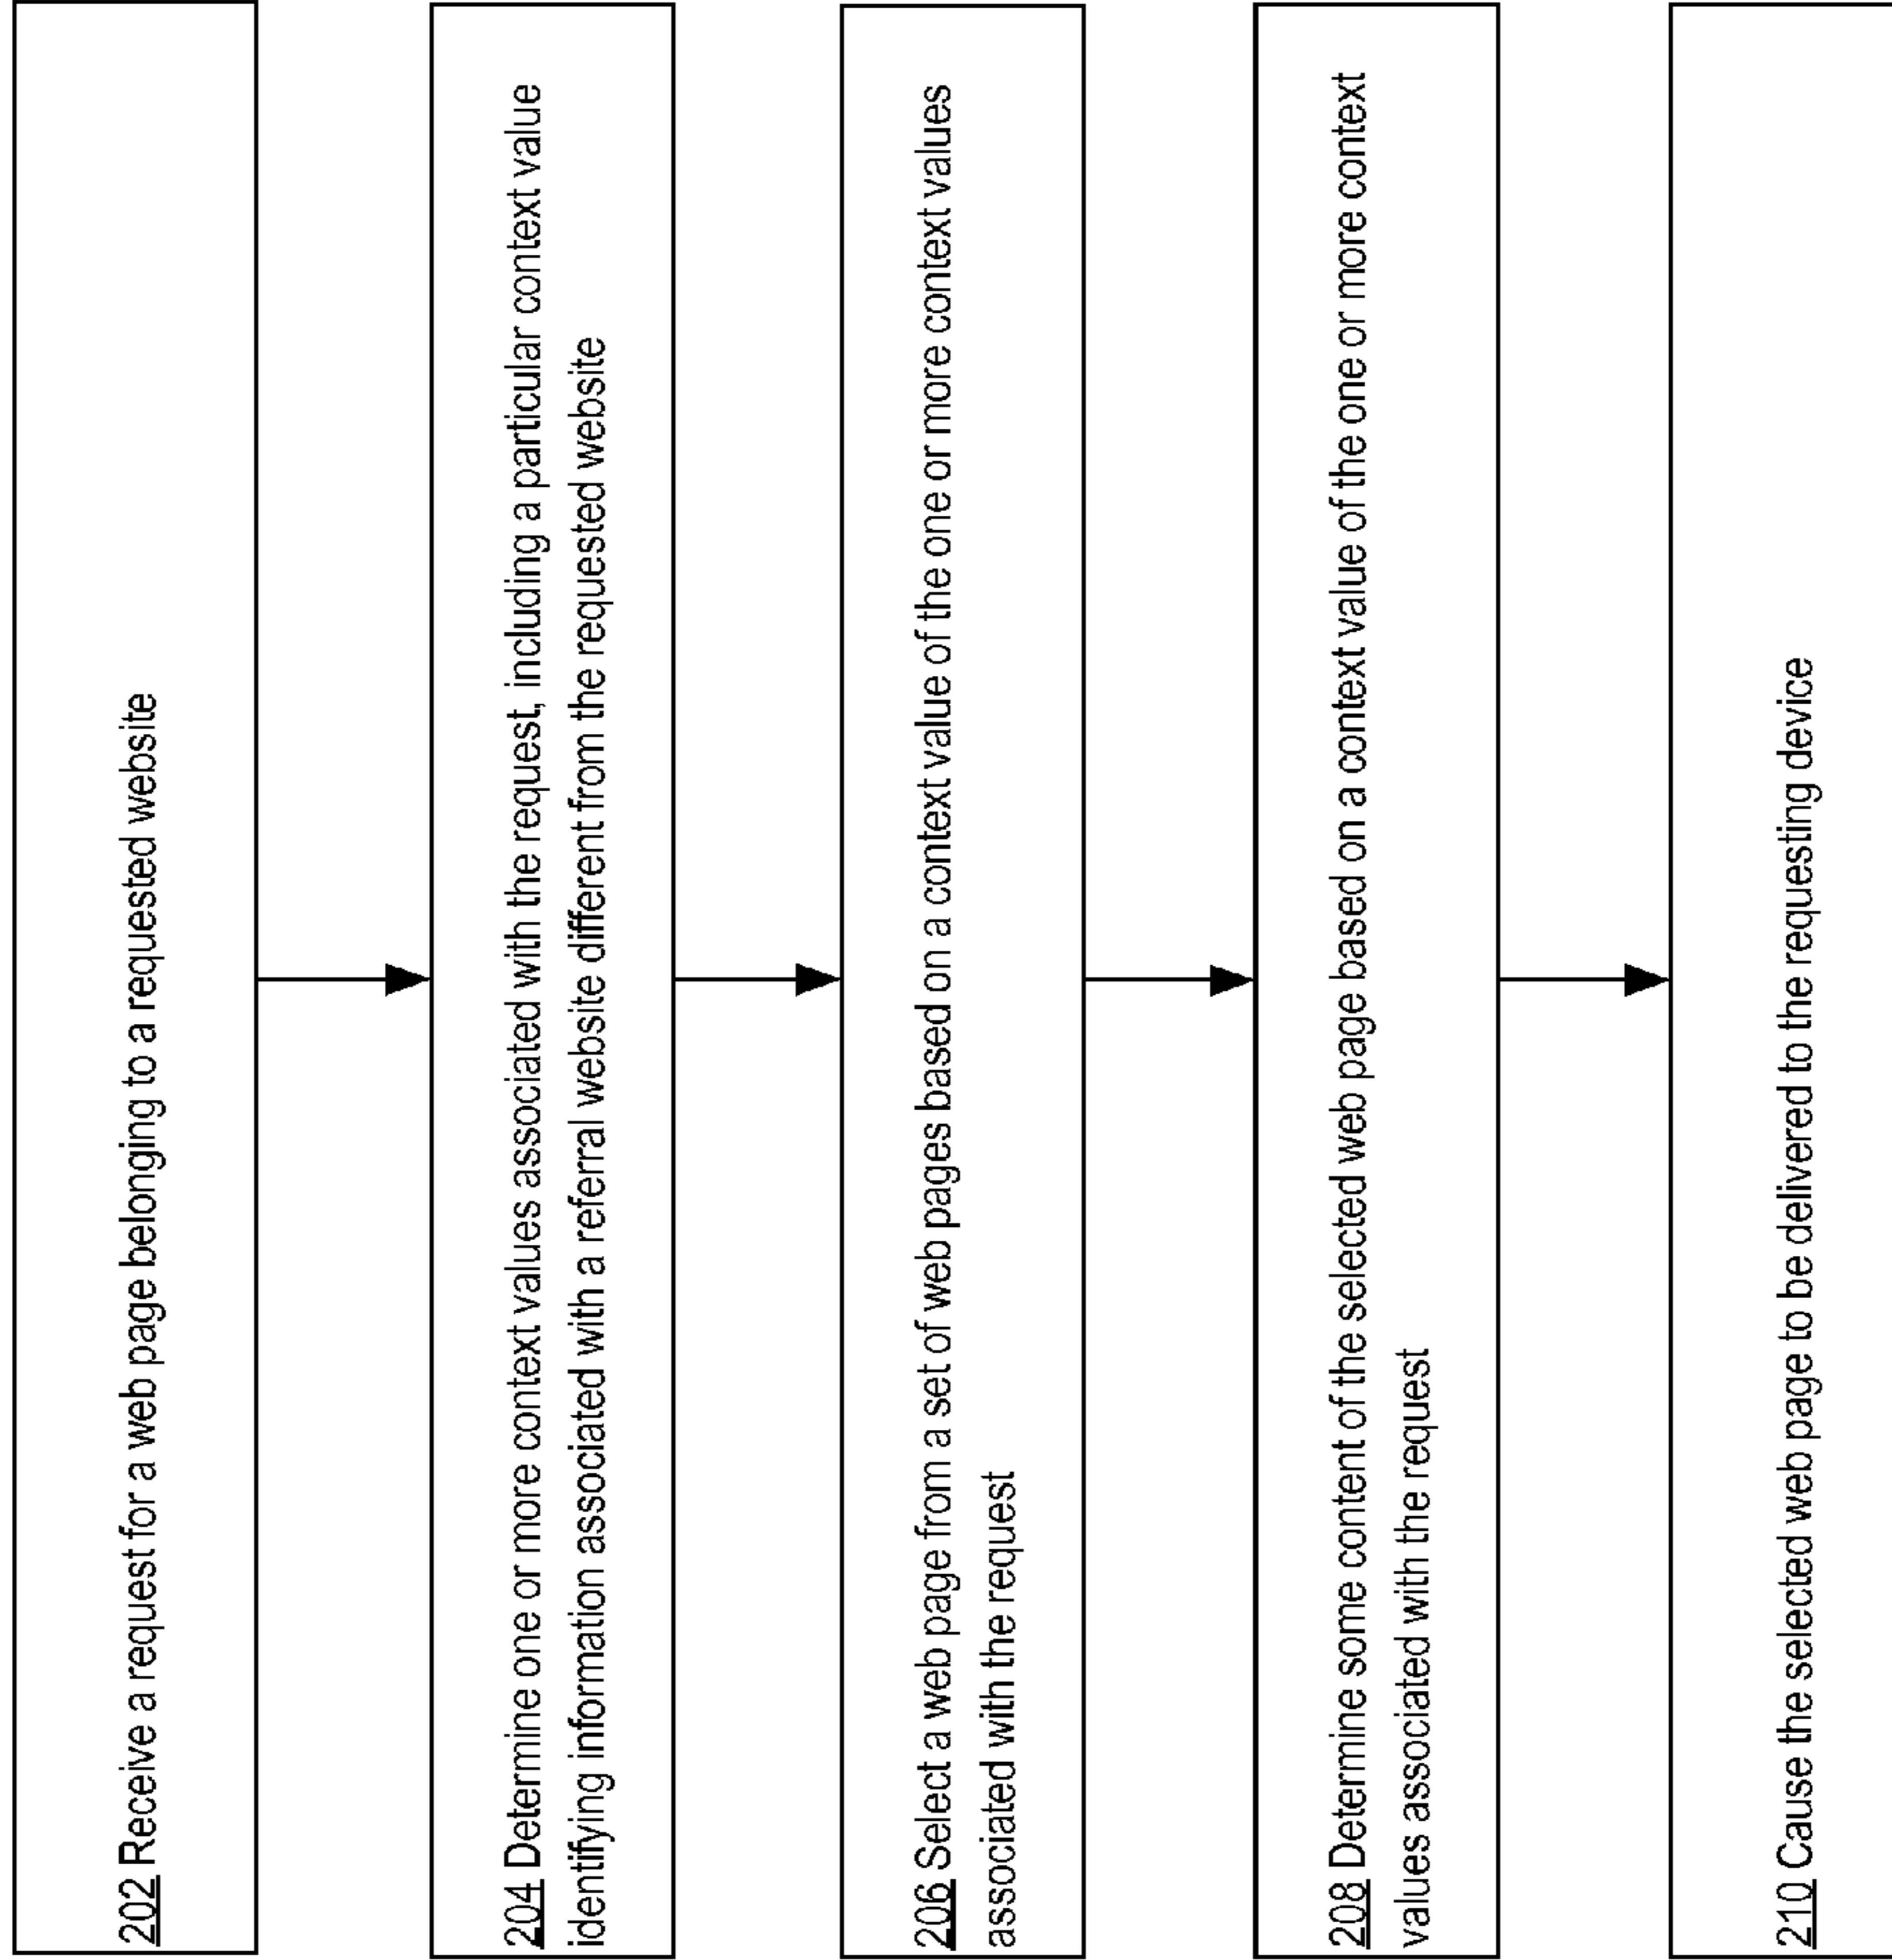 202 Receive a request for a web page belonging to a requested website
204 Determine one or more context values associated with the request, including a particular context value
identifying information associated with a referral website different from the requested website
206 Select a web page from a set of web pages based on a context value of the one or more context values
associated with the request
208 Determine some content of the selected web page based on a context value of the one or more context
values associated with the request
210 Cause the selected web page to be delivered to the requesting device